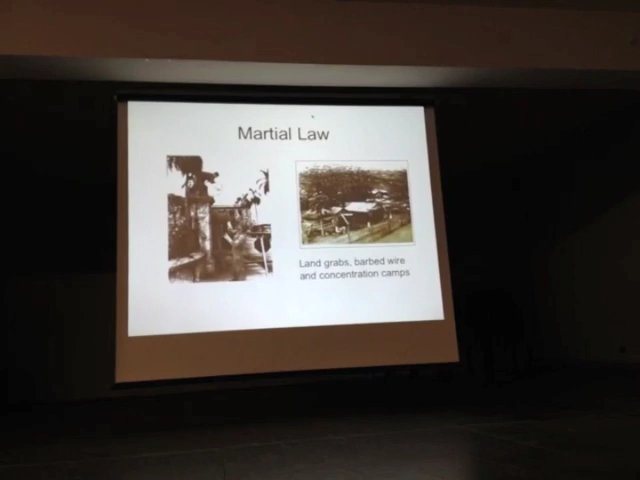 Martial Law
Land grabs, barbed wire
and concentration camps